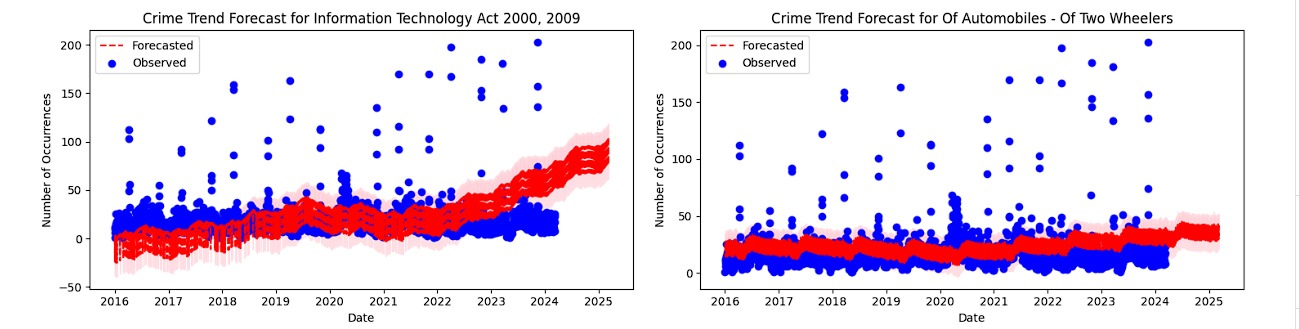 Crime Trend Forecast for Information Technology Act 2000, 2009
200
150
100
50
0
−50
Number of Occurrences
Forecasted
Observed
2016 2017 2018 2019 2020 2021 2022 2023 2024 2025
Date
Crime Trend Forecast for Of Automobiles - Of Two Wheelers
200
150
100
50
0
Number of Occurrences
Forecasted
Observed
2016 2017 2018 2019 2020 2021 2022 2023 2024 2025
Date